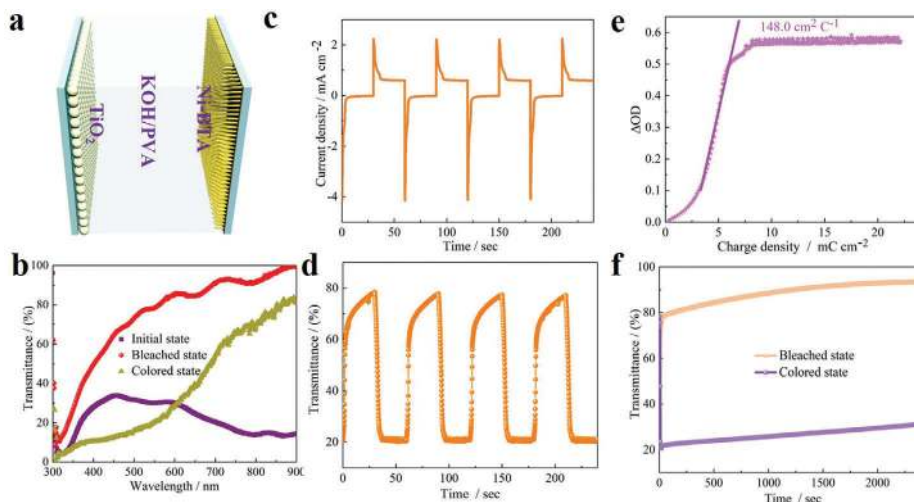 a
TiO2
KOH/PVA
Ni-BTA
b
Transmittance / (%)
100
80
60
40
20
0
Initial state
Bleached state
Colored state
300 400 500 600 700 800 900
Wavelength / nm
c
Current density / mA cm-2
2
0
-2
-4
0 50 100 150 200
Time / sec
d
Transmittance / (%)
80
60
40
20
0 50 100 150 200
Time / sec
e
ΔOD
0.6
0.5
0.4
0.3
0.2
0.1
0.0
148.0 cm2 C-1
0 5 10 15 20
Charge density / mC cm-2
f
Transmittance / (%)
100
80
60
40
20
Bleached state
Colored state
0 500 1000 1500 2000
Time / sec